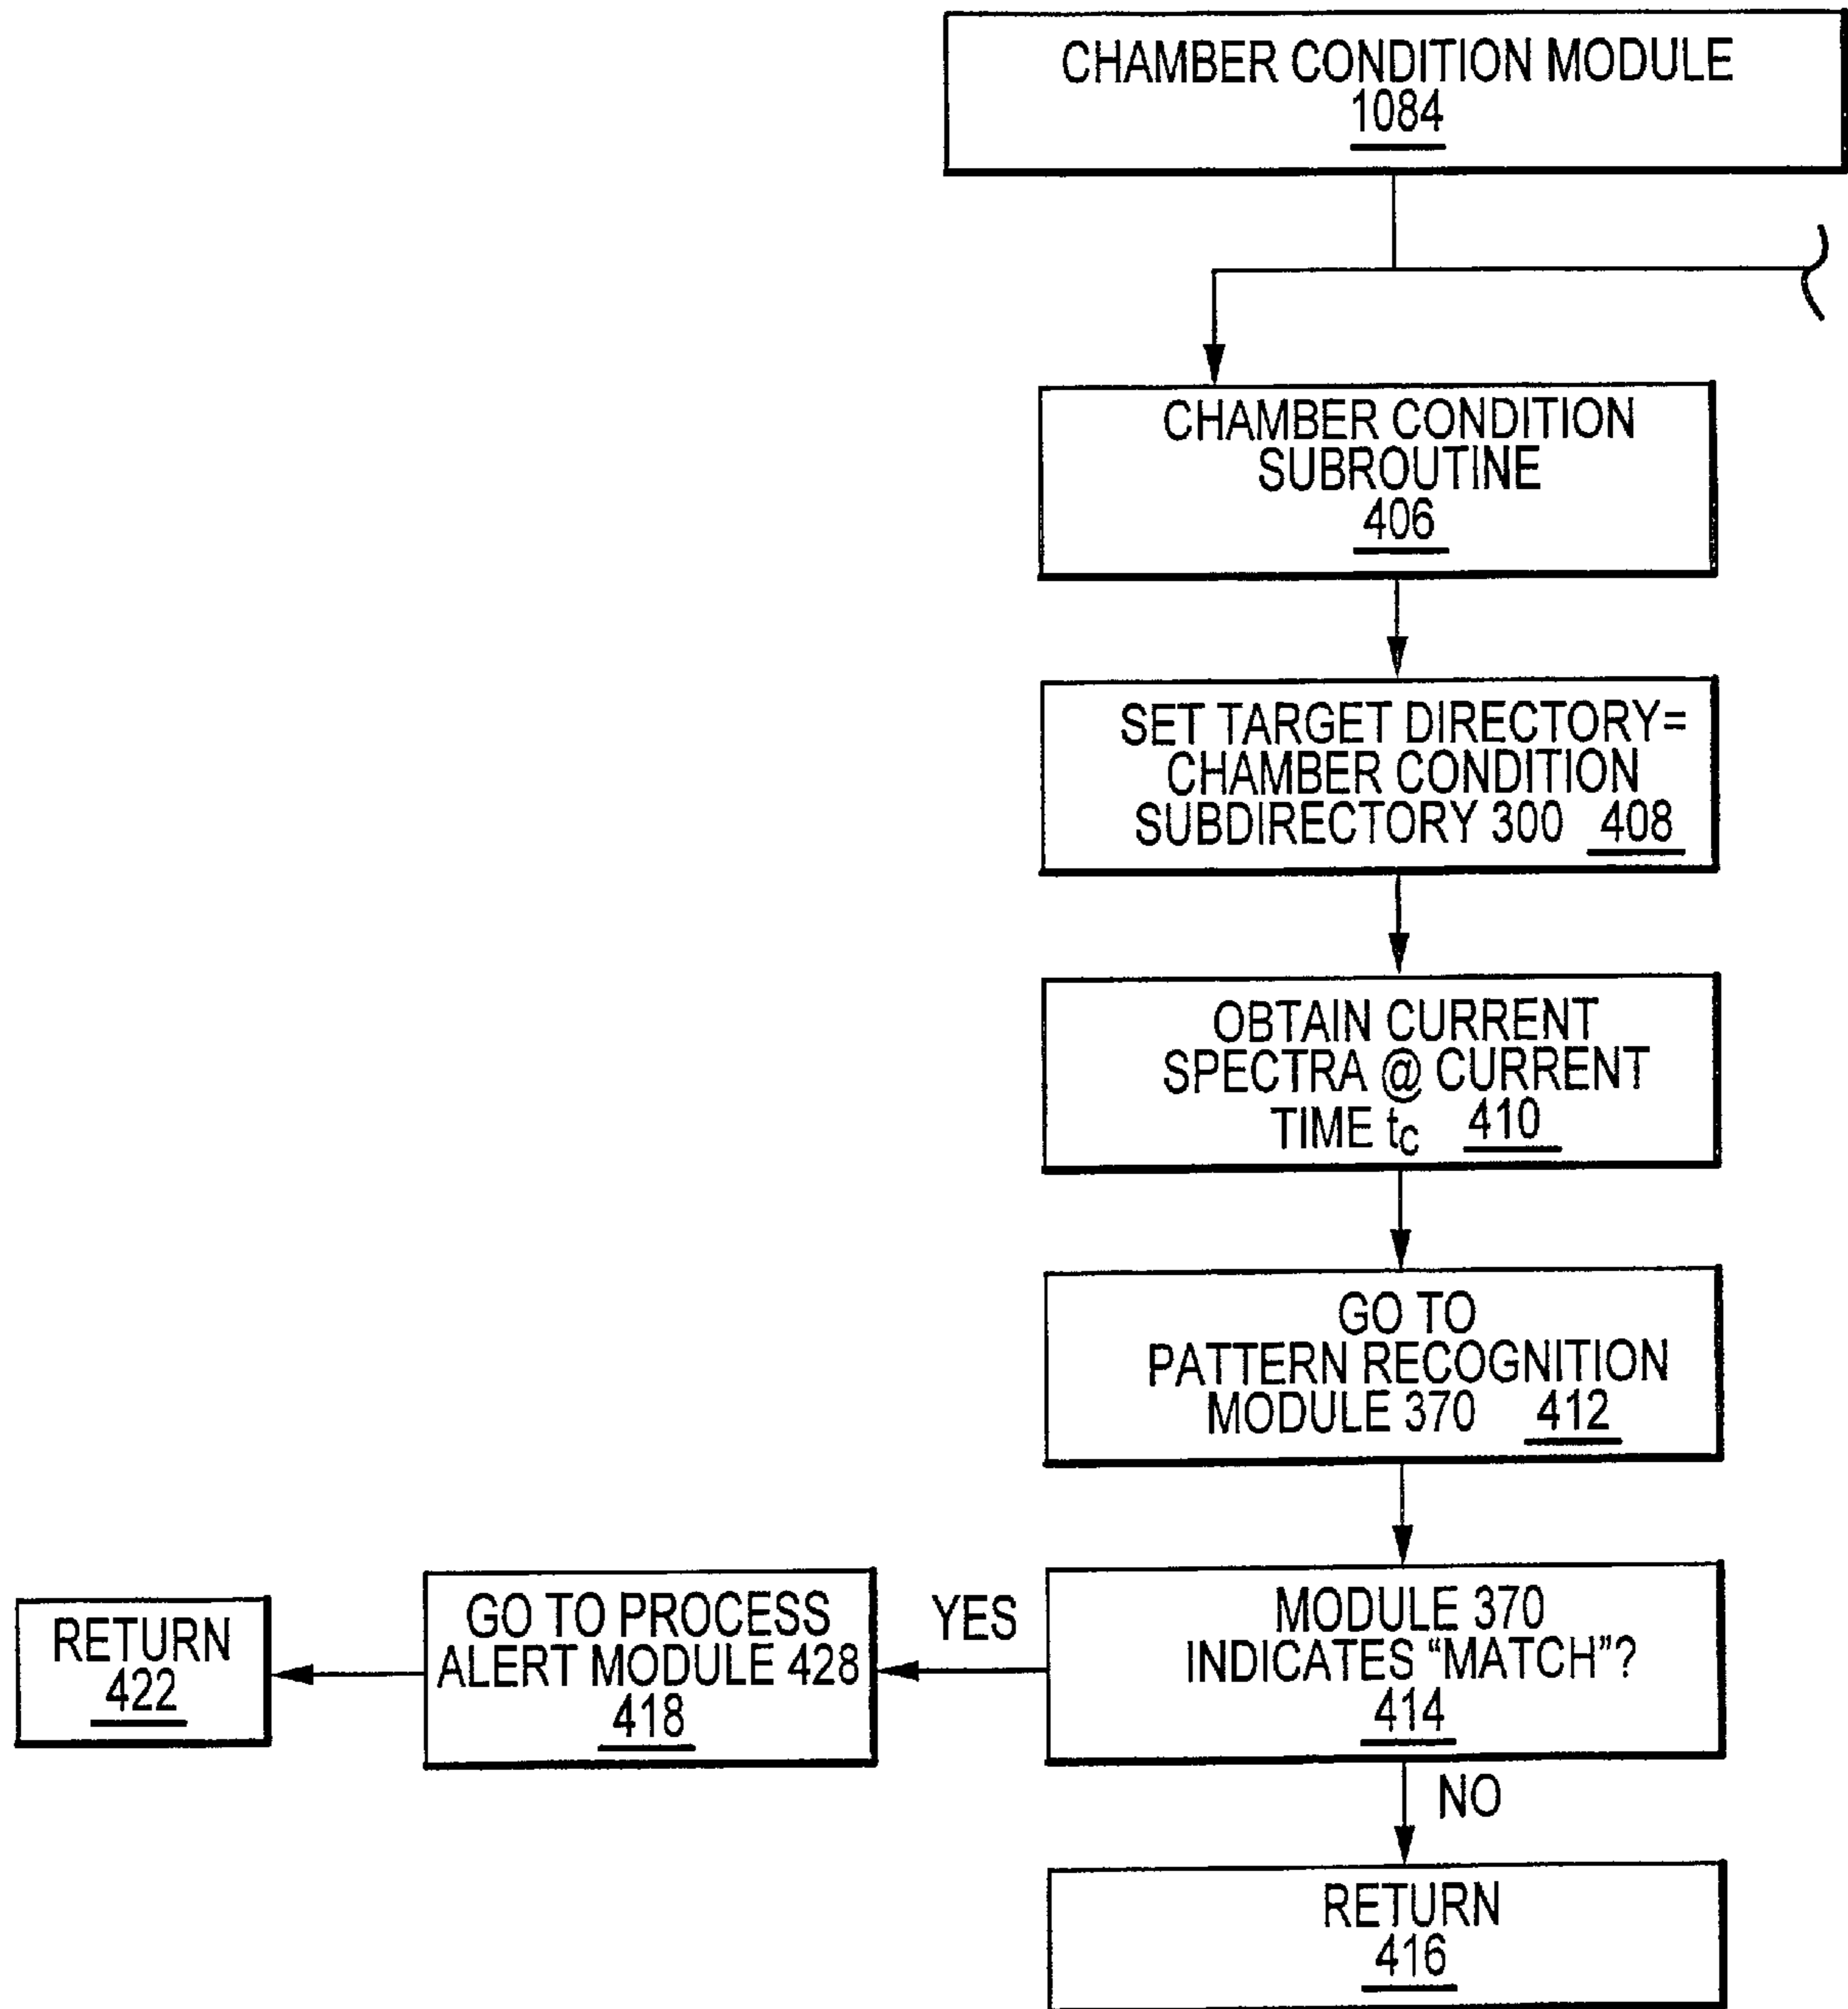 CHAMBER CONDITION MODULE
1084
CHAMBER CONDITION
SUBROUTINE
406
SET TARGET DIRECTORY=
CHAMBER CONDITION
SUBDIRECTORY 300 408
OBTAIN CURRENT
SPECTRA @ CURRENT
TIME tc 410
GO TO
PATTERN RECOGNITION
MODULE 370 412
MODULE 370
INDICATES “MATCH”?
414
YES
GO TO PROCESS
ALERT MODULE 428
418
RETURN
422
NO
RETURN
416